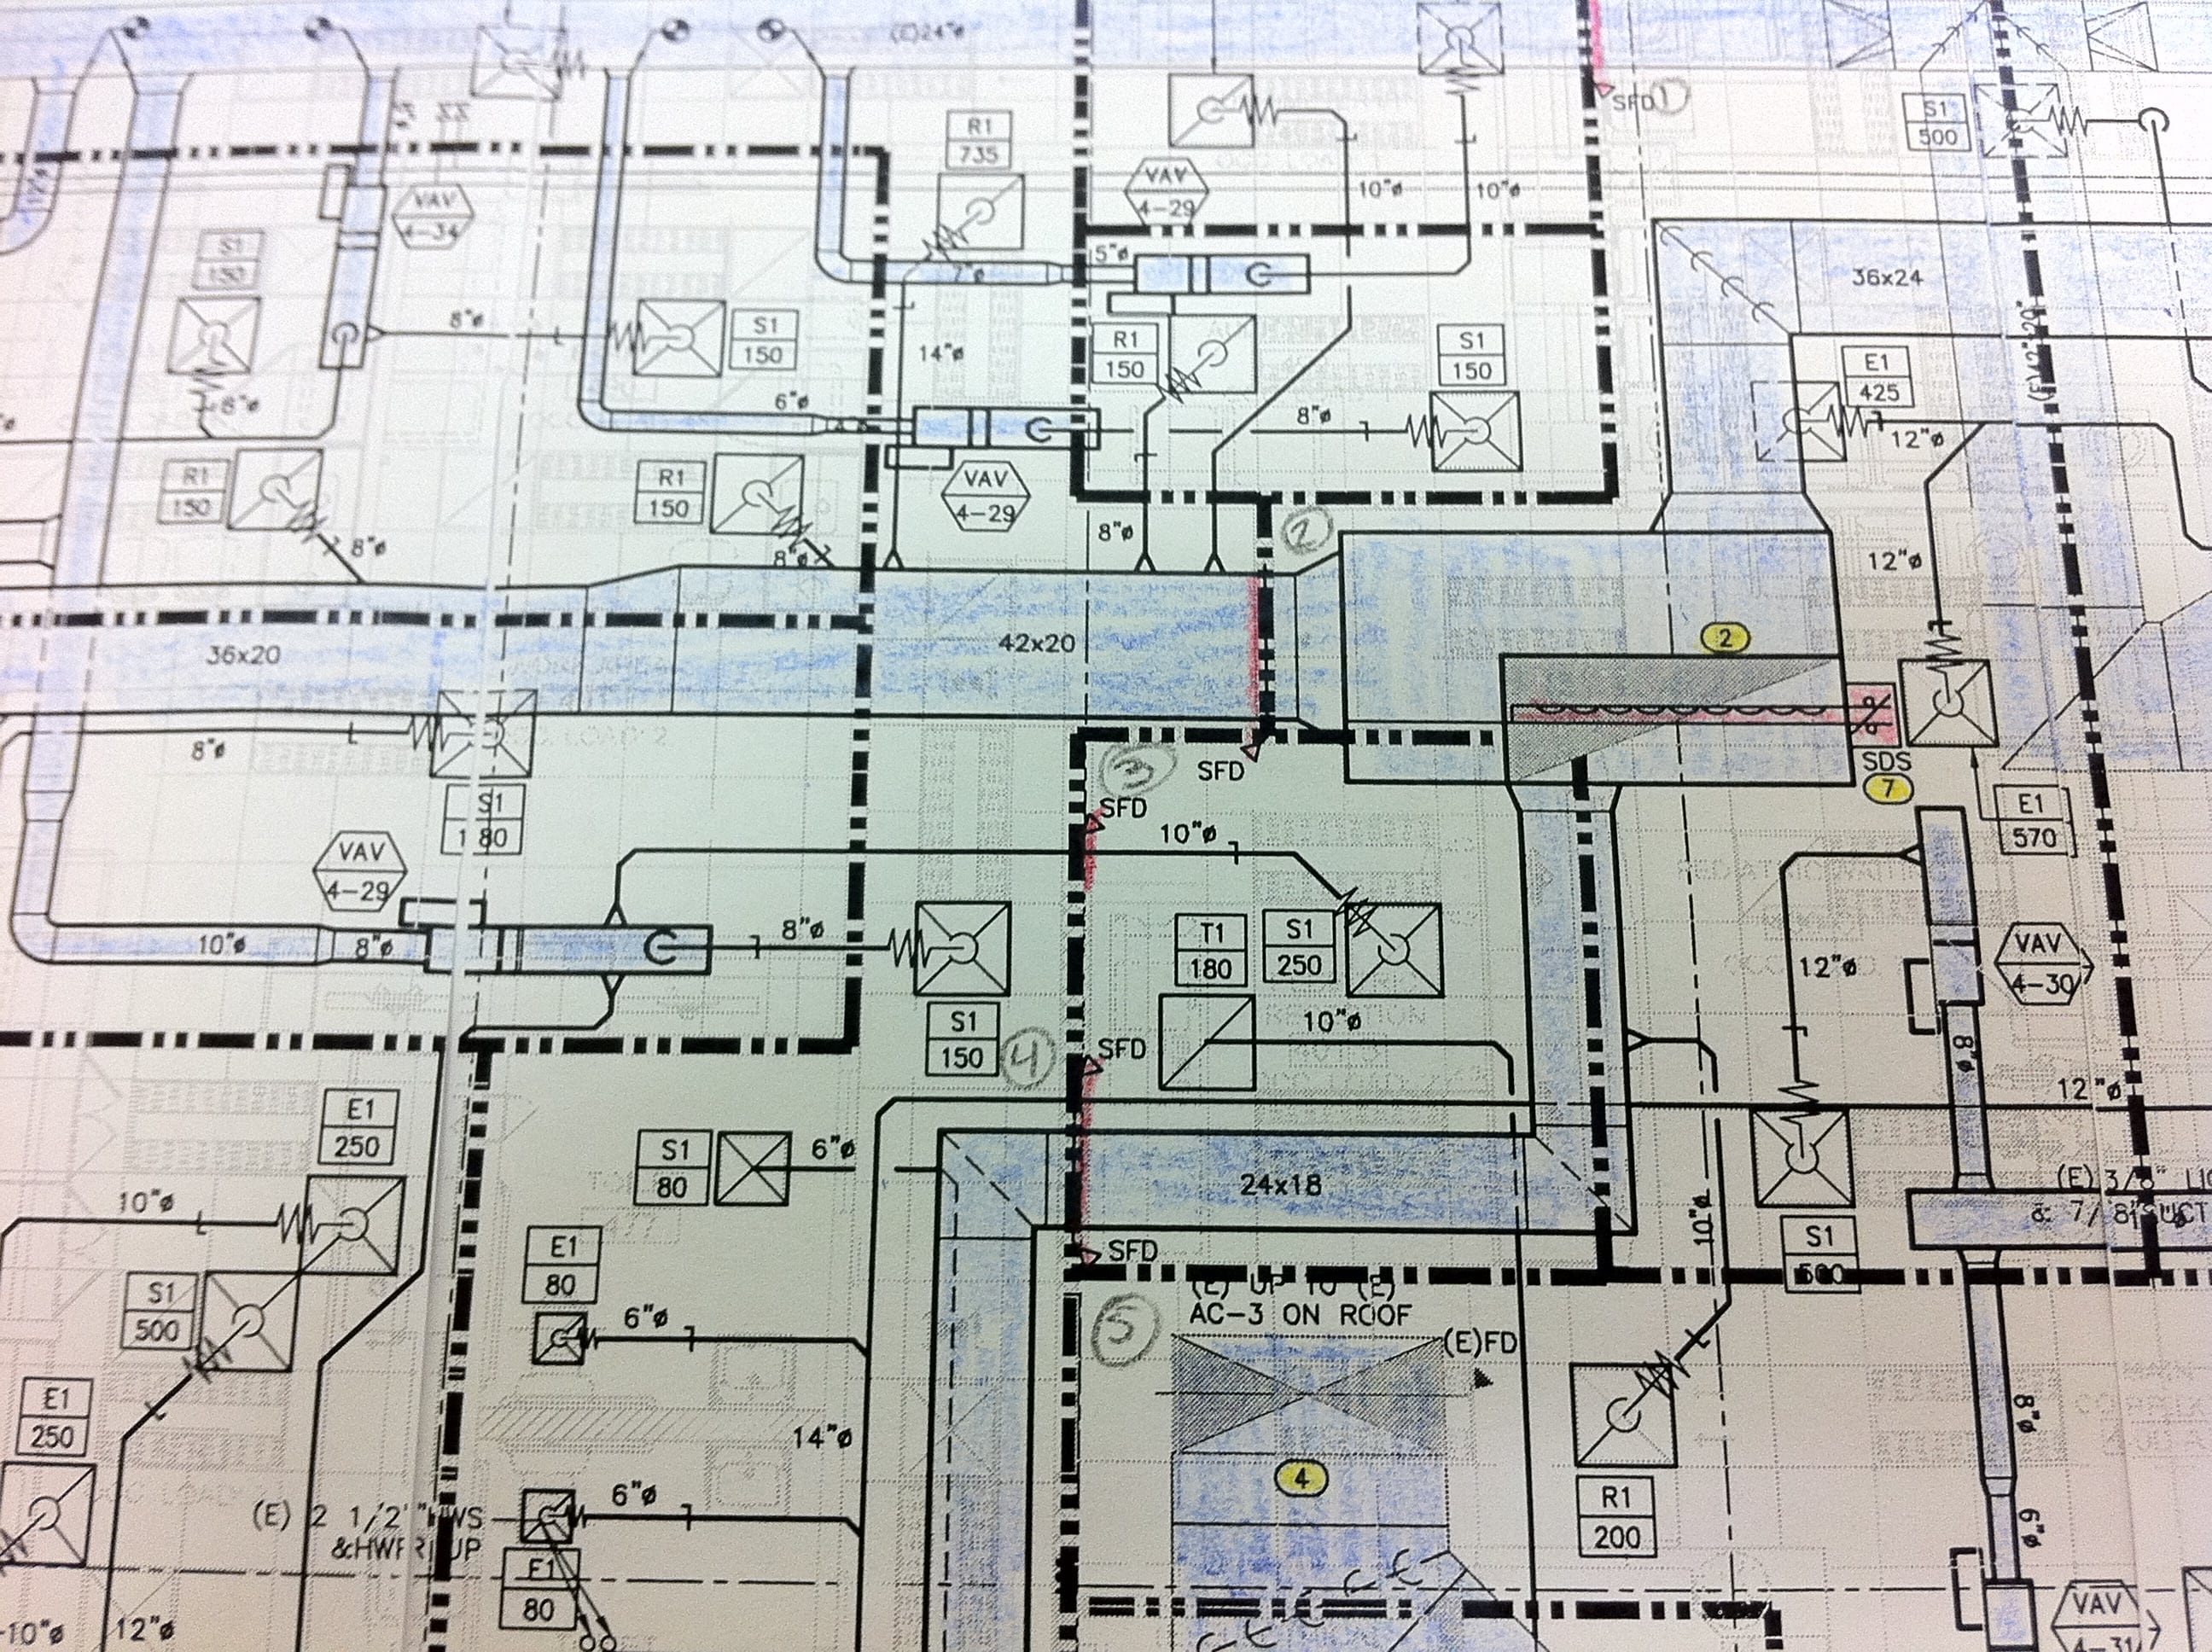 (E)24"ø
R1
735
SFD
1
S1
500
VAV
4-34
VAV
4-29
10"ø
10"ø
12"ø
S1
150
5"ø
7"ø
36x24
8"ø
S1
150
14"ø
R1
150
S1
150
E1
425
8"ø
6"ø
8"ø
12"ø
R1
150
R1
150
VAV
4-29
8"ø
8"ø
8"ø
2
12"ø
36x20
42x20
2
8"ø
3
SFD
SDS
7
S1
180
SFD
10"ø
E1
570
VAV
4-29
10"ø
8"ø
8"ø
T1
180
S1
250
12"ø
VAV
4-30
S1
150
4
SFD
10"ø
8"ø
E1
250
12"ø
S1
80
6"ø
24x18
10"ø
(E) 3/8" LIQ
& 7/8"SUCT
10"ø
S1
500
E1
80
SFD
S1
500
(E) UP TO (E)
AC-3 ON ROOF
5
(E)FD
6"ø
E1
250
14"ø
8"ø
4
6"ø
R1
200
6"ø
(E) 2 1/2" HWS
&HWR UP
E1
80
10"ø
12"ø
VAV
4-31